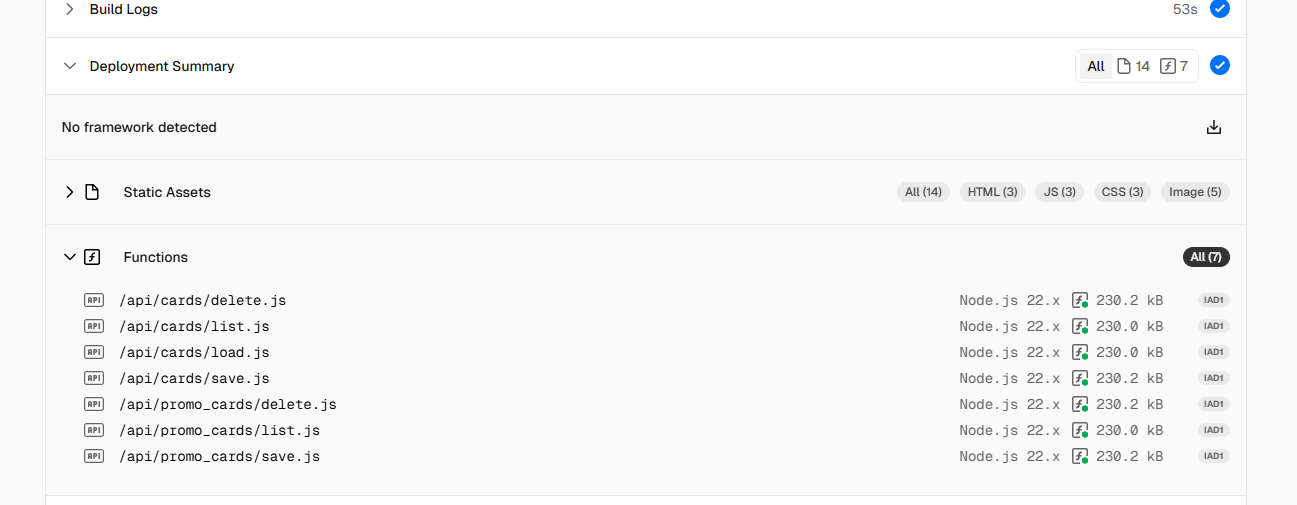 Build Logs 53s
Deployment Summary All 14 7
No framework detected
Static Assets All (14) HTML (3) JS (3) CSS (3) Image (5)
Functions All (7)
API /api/cards/delete.js Node.js 22.x 230.2 kB IAD1
API /api/cards/list.js Node.js 22.x 230.0 kB IAD1
API /api/cards/load.js Node.js 22.x 230.0 kB IAD1
API /api/cards/save.js Node.js 22.x 230.2 kB IAD1
API /api/promo_cards/delete.js Node.js 22.x 230.2 kB IAD1
API /api/promo_cards/list.js Node.js 22.x 230.0 kB IAD1
API /api/promo_cards/save.js Node.js 22.x 230.2 kB IAD1